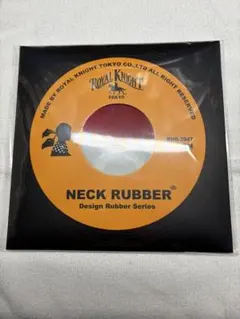 MADE BY ROYAL KNIGHT TOKYO CO.,LTD ALL RIGHT RESERVED
ROYAL KNIGHT
TOKYO
NECK RUBBER
Design Rubber Series